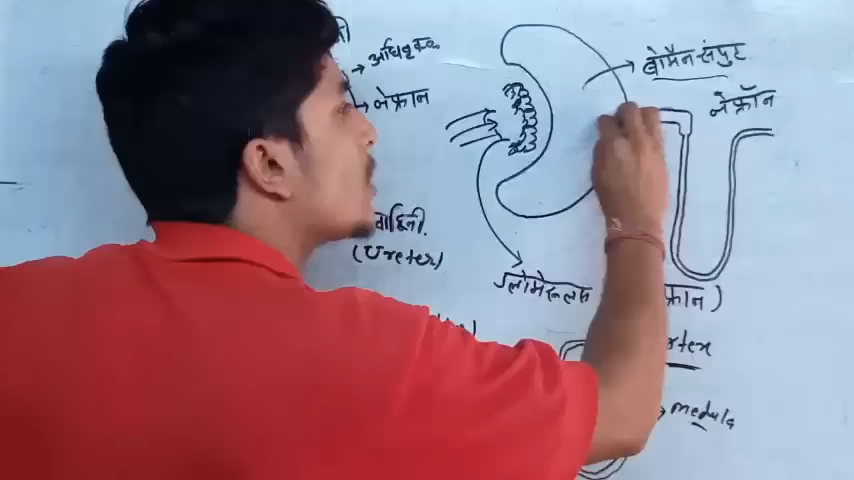 अधिवृक्क
नेफ्रान
बोमैन संपुट
नेफ्रॉन
वाहिनी
(Ureter)
ग्लोमेरूलस
फ्रान)
rtex
medula